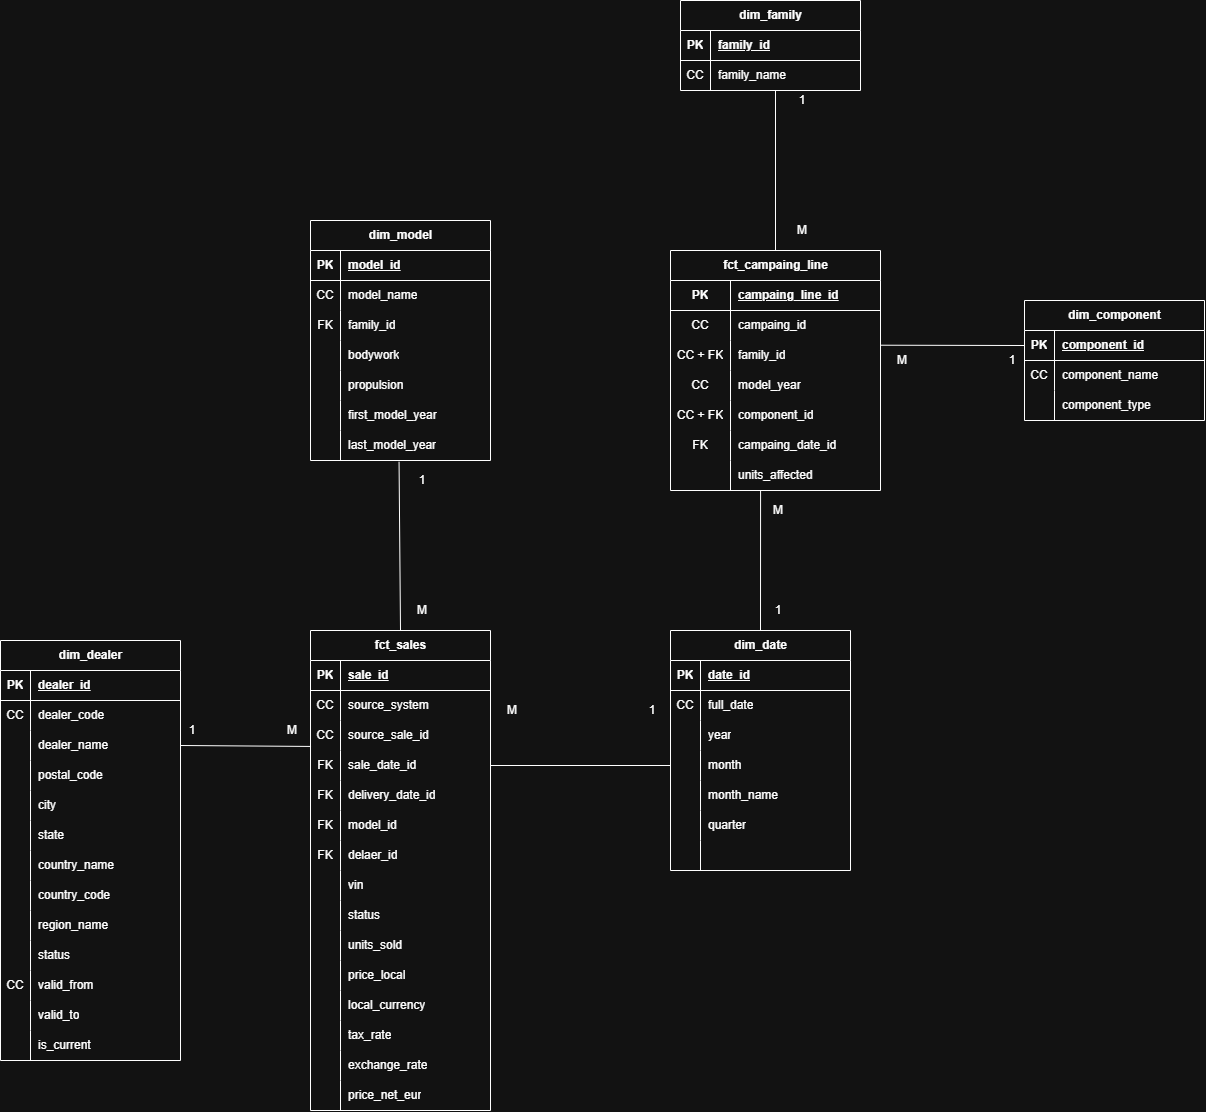 dim_family
PK family_id
CC family_name
1
M
dim_model
PK model_id
CC model_name
FK family_id
bodywork
propulsion
first_model_year
last_model_year
1
M
fct_campaing_line
PK campaing_line_id
CC campaing_id
CC + FK family_id
CC model_year
CC + FK component_id
FK campaing_date_id
units_affected
M 1
dim_component
PK component_id
CC component_name
component_type
M
1
dim_dealer
PK dealer_id
CC dealer_code
dealer_name
postal_code
city
state
country_name
country_code
region_name
status
CC valid_from
valid_to
is_current
1 M
fct_sales
PK sale_id
CC source_system
CC source_sale_id
FK sale_date_id
FK delivery_date_id
FK model_id
FK delaer_id
vin
status
units_sold
price_local
local_currency
tax_rate
exchange_rate
price_net_eur
M 1
dim_date
PK date_id
CC full_date
year
month
month_name
quarter